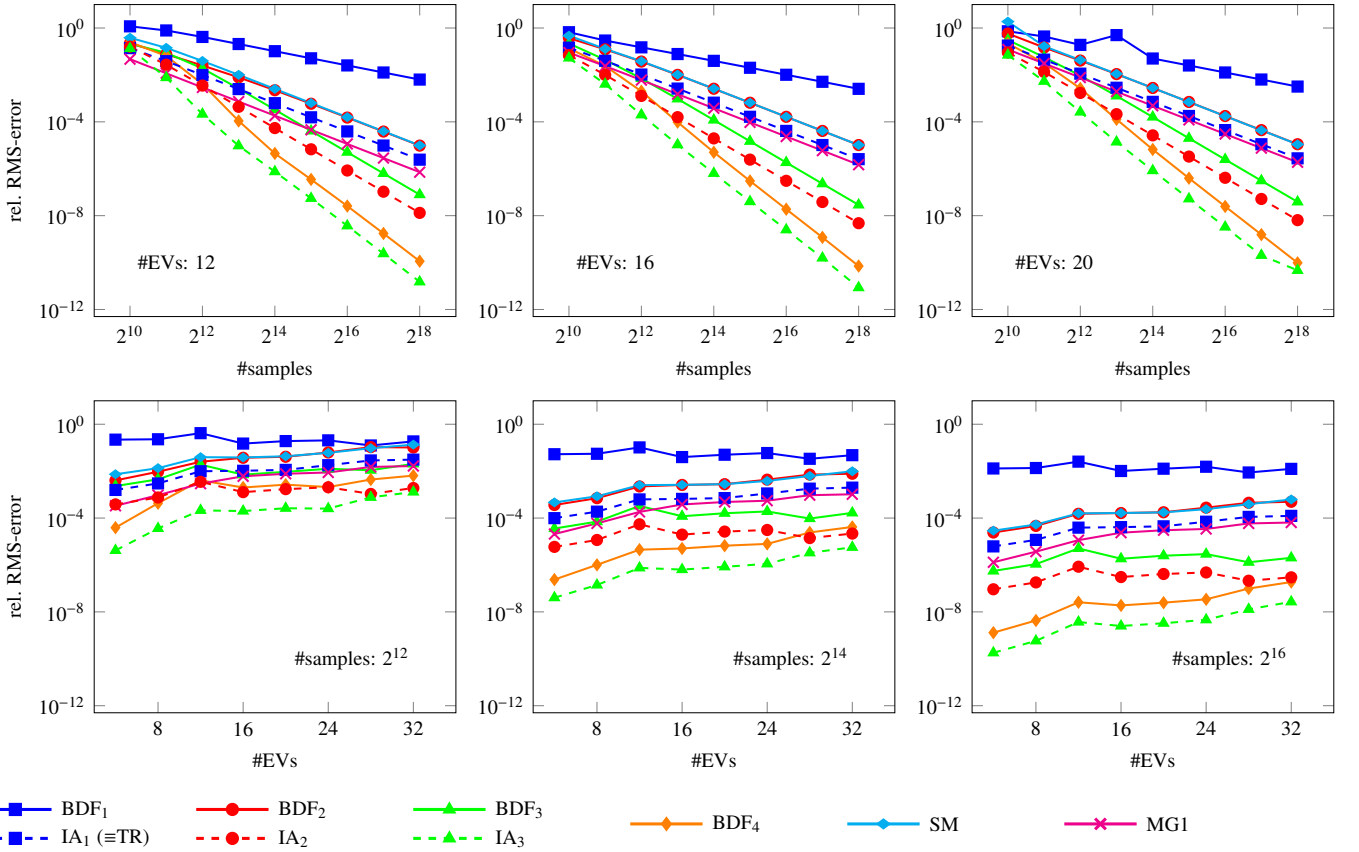 10^0 10^0 10^0
10^−4 10^−4 10^−4
rel. RMS-error
10^−8 10^−8 10^−8
#EVs: 12 #EVs: 16 #EVs: 20
10^−12 10^−12 10^−12
2^10 2^12 2^14 2^16 2^18 2^10 2^12 2^14 2^16 2^18 2^10 2^12 2^14 2^16 2^18
#samples #samples #samples
10^0 10^0 10^0
10^−4 10^−4 10^−4
rel. RMS-error
10^−8 10^−8 10^−8
#samples: 2^12 #samples: 2^14 #samples: 2^16
10^−12 10^−12 10^−12
8 16 24 32 8 16 24 32 8 16 24 32
#EVs #EVs #EVs
BDF₁ BDF₂ BDF₃
BDF₄ SM MG1
IA₁ (≡TR) IA₂ IA₃